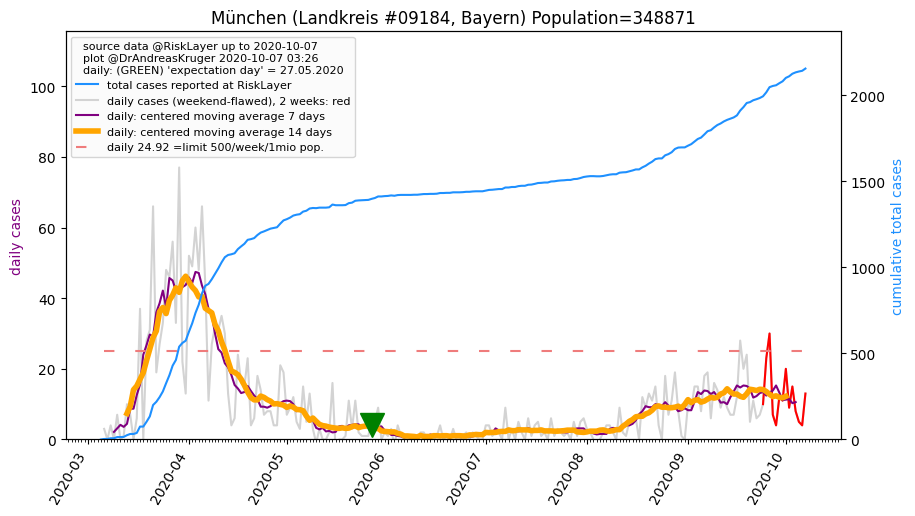 München (Landkreis #09184, Bayern) Population=348871
source data @RiskLayer up to 2020-10-07
plot @DrAndreasKruger 2020-10-07 03:26
daily: (GREEN) 'expectation day' = 27.05.2020
total cases reported at RiskLayer
daily cases (weekend-flawed), 2 weeks: red
daily: centered moving average 7 days
daily: centered moving average 14 days
daily 24.92 =limit 500/week/1mio pop.
daily cases
100
80
60
40
20
0
cumulative total cases
2000
1500
1000
500
0
2020-03
2020-04
2020-05
2020-06
2020-07
2020-08
2020-09
2020-10